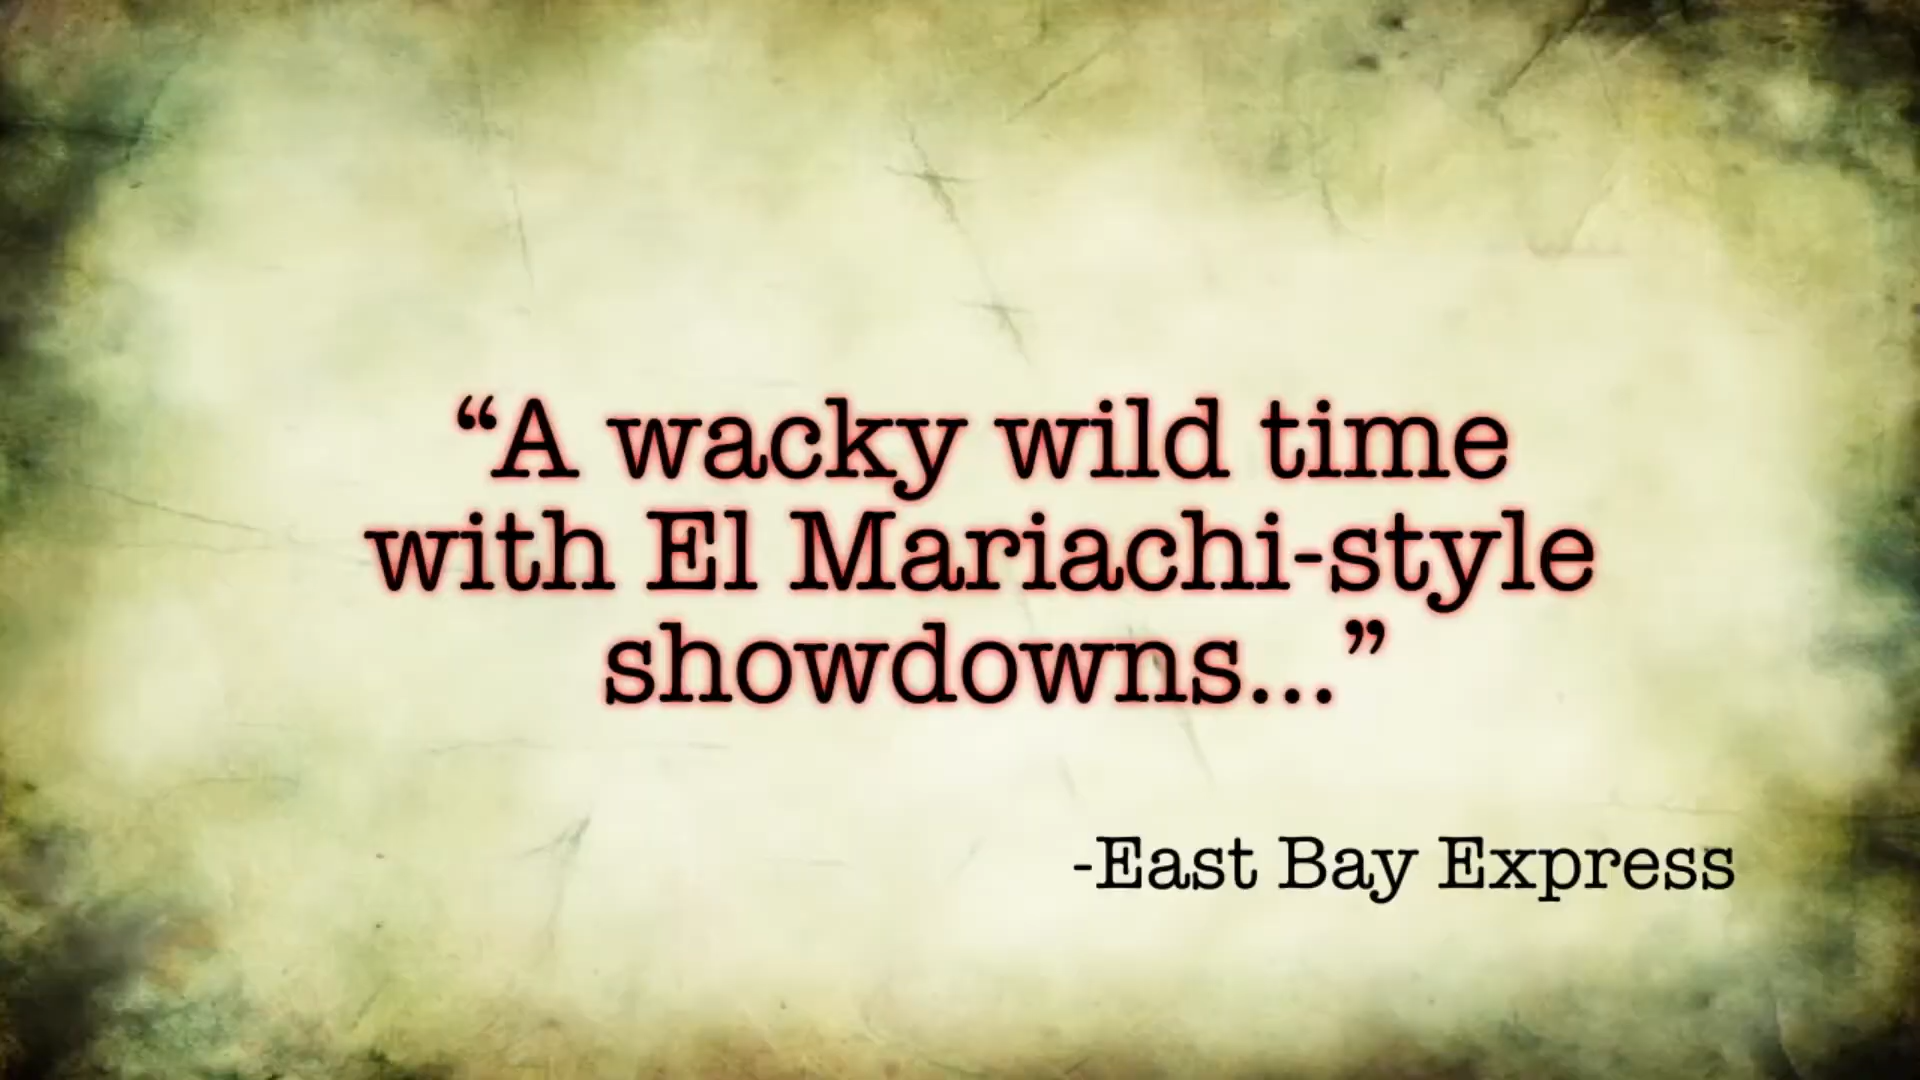 “A wacky wild time
with El Mariachi-style
showdowns...”
-East Bay Express